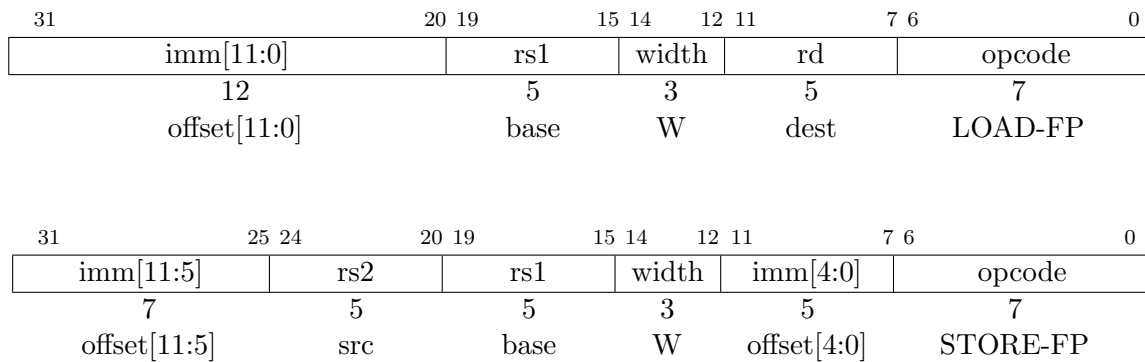 31 20 19 15 14 12 11 7 6 0
imm[11:0] rs1 width rd opcode
12 5 3 5 7
offset[11:0] base W dest LOAD-FP
31 25 24 20 19 15 14 12 11 7 6 0
imm[11:5] rs2 rs1 width imm[4:0] opcode
7 5 5 3 5 7
offset[11:5] src base W offset[4:0] STORE-FP